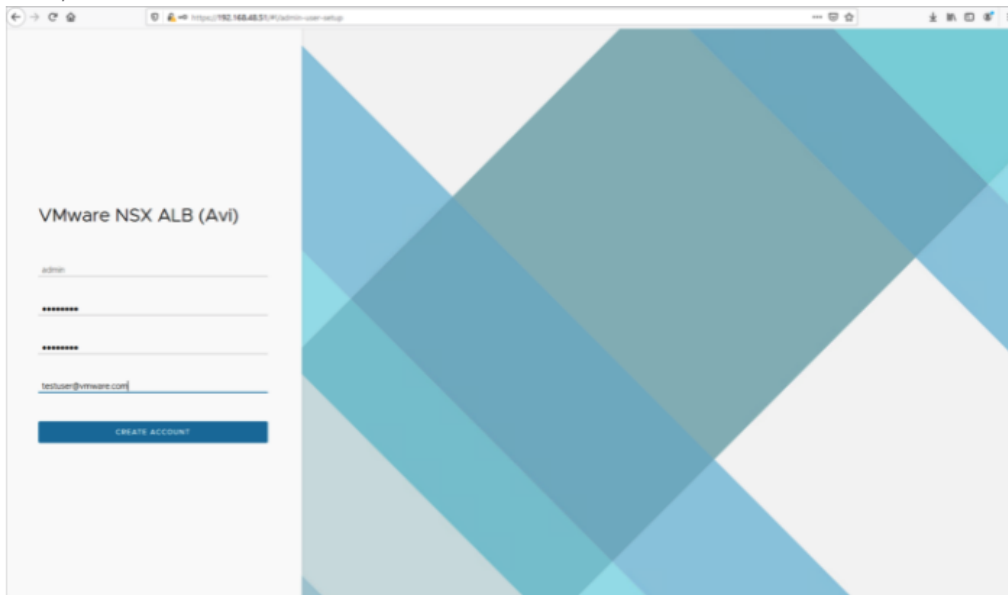 https://192.168.48.51/#!/admin-user-setup
VMware NSX ALB (Avi)
admin
••••••••
••••••••
testuser@vmware.com
CREATE ACCOUNT